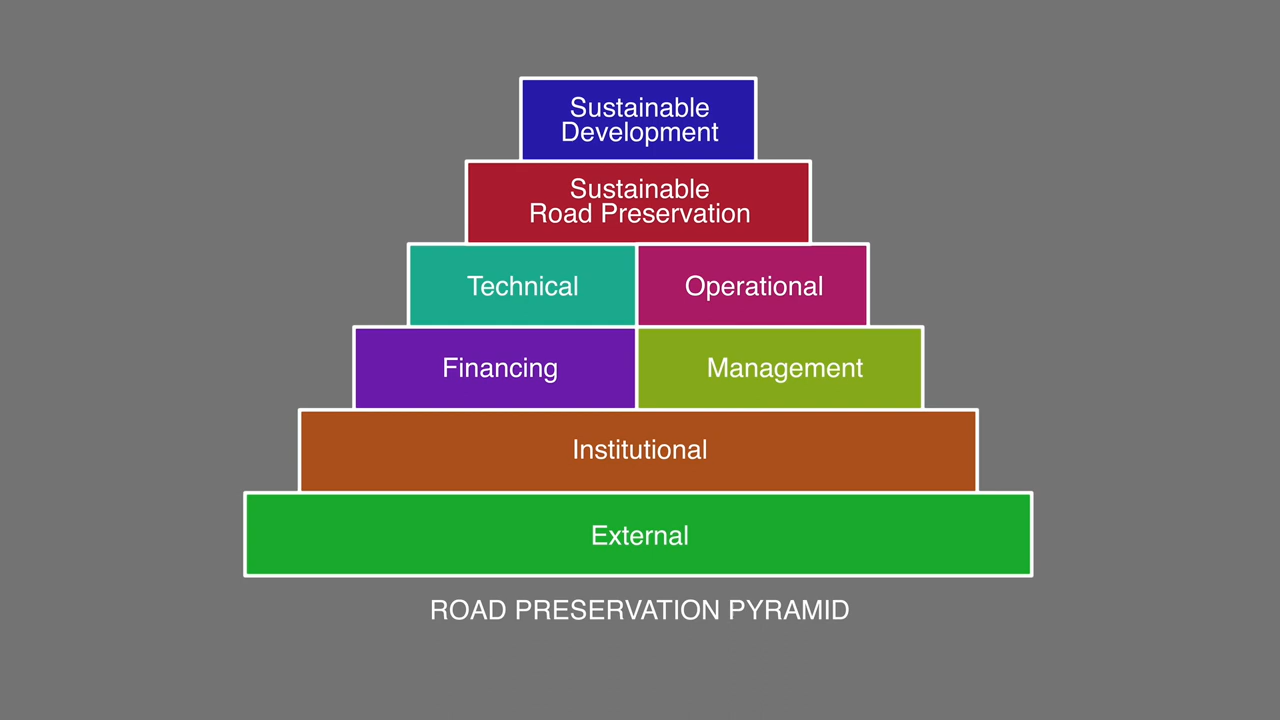 Sustainable
Development
Sustainable
Road Preservation
Technical
Operational
Financing
Management
Institutional
External
ROAD PRESERVATION PYRAMID